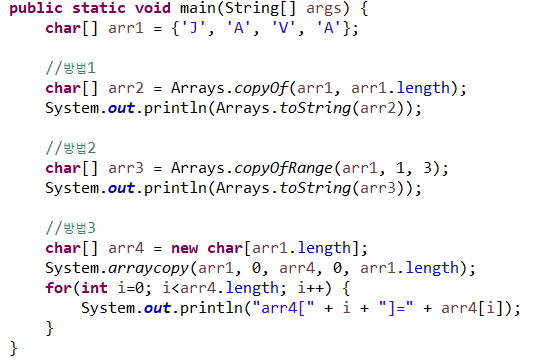 public static void main(String[] args) {
    char[] arr1 = {'J', 'A', 'V', 'A'};

    //방법1
    char[] arr2 = Arrays.copyOf(arr1, arr1.length);
    System.out.println(Arrays.toString(arr2));

    //방법2
    char[] arr3 = Arrays.copyOfRange(arr1, 1, 3);
    System.out.println(Arrays.toString(arr3));

    //방법3
    char[] arr4 = new char[arr1.length];
    System.arraycopy(arr1, 0, arr4, 0, arr1.length);
    for(int i=0; i<arr4.length; i++) {
        System.out.println("arr4[" + i + "]=" + arr4[i]);
    }
}